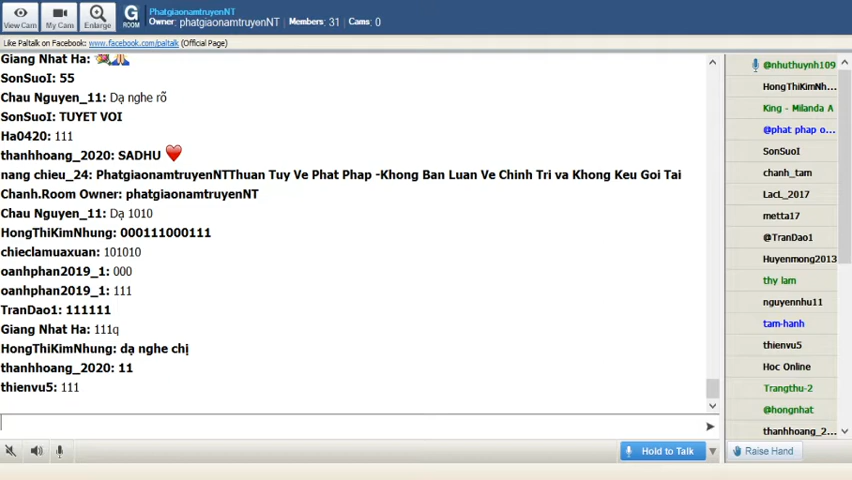 View Cam
My Cam
Enlarge
G
ROOM
PhatgiaonamtruyenNT
Owner: phatgiaonamtruyenNT Members: 31 Cams: 0
Like Paltalk on Facebook: www.facebook.com/paltalk (Official Page)
Giang Nhat Ha:
SonSuoI: 55
Chau Nguyen_11: Dạ nghe rõ
SonSuoI: TUYET VOI
Ha0420: 111
thanhhoang_2020: SADHU
nang chieu_24: PhatgiaonamtruyenNTThuan Tuy Ve Phat Phap -Khong Ban Luan Ve Chinh Tri va Khong Keu Goi Tai
Chanh.Room Owner: phatgiaonamtruyenNT
Chau Nguyen_11: Dạ 1010
HongThiKimNhung: 000111000111
chieclamuaxuan: 101010
oanhphan2019_1: 000
oanhphan2019_1: 111
TranDao1: 111111
Giang Nhat Ha: 111q
HongThiKimNhung: dạ nghe chị
thanhhoang_2020: 11
thienvu5: 111
Hold to Talk
@nhuthuynh109
HongThiKimNh...
King - Milanda A
@phat phap o...
SonSuoI
chanh_tam
LacL_2017
metta17
@TranDao1
Huyenmong2013
thy lam
nguyennhu11
tam-hanh
thienvu5
Hoc Online
Trangthu-2
@hongnhat
thanhhoang_2...
Raise Hand